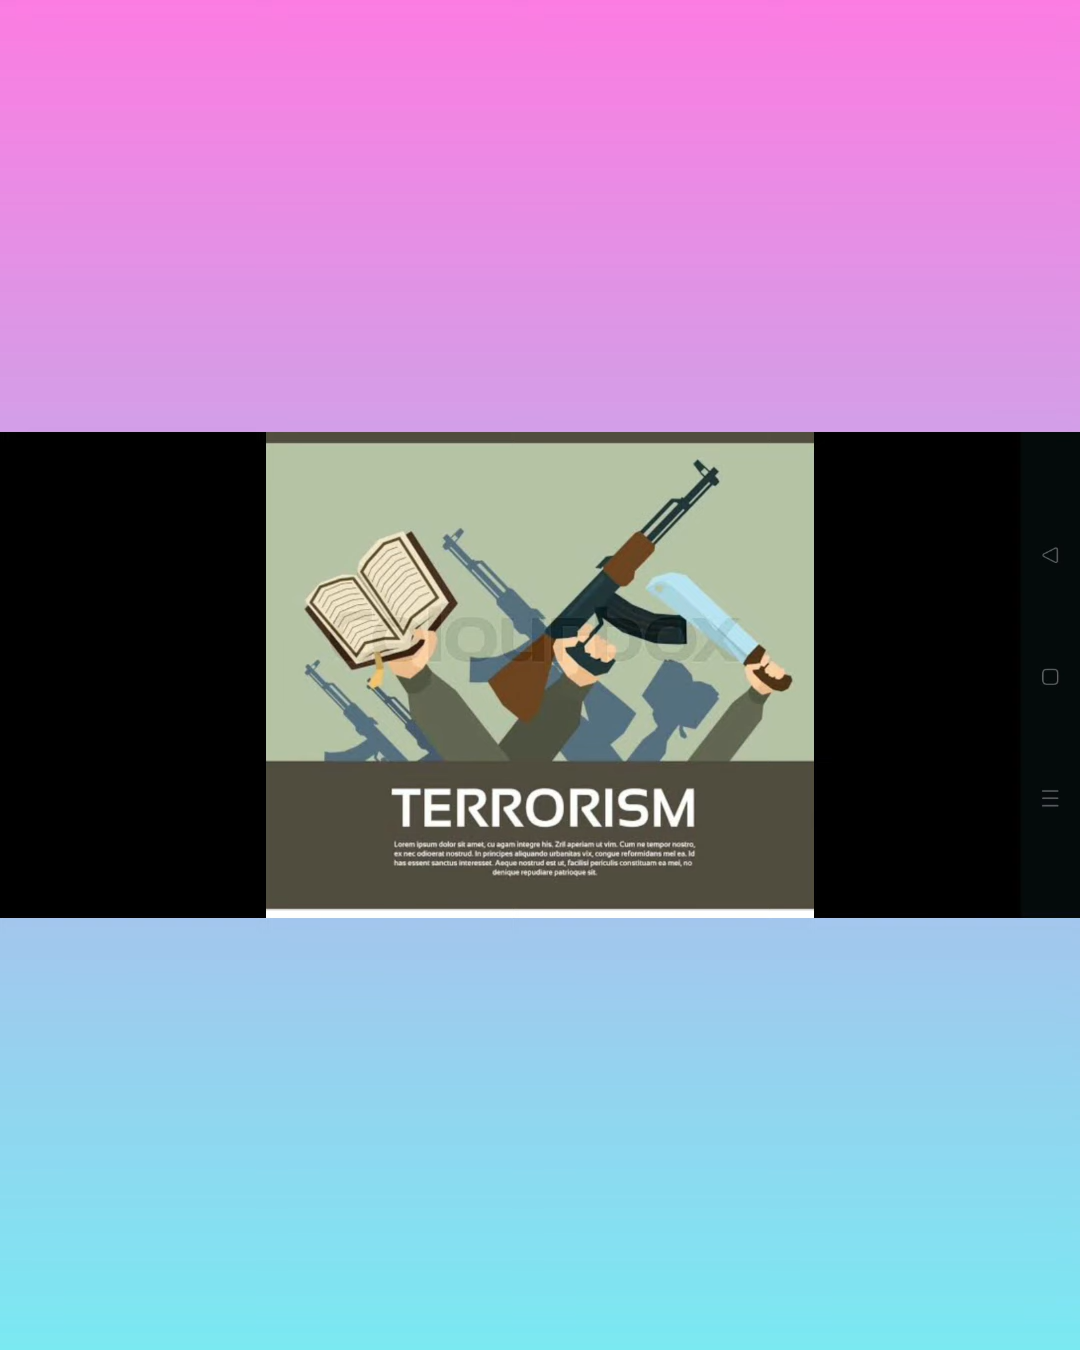 cloudbox
TERRORISM
Lorem ipsum dolor sit amet, cu agam integre his. Zril aperiam ut vim. Cum ne tempor nostro,
ex nec odioerat nostrud. In principes aliquando urbanitas vix, congue reformidans mel ea. Id
has essent sanctus interesset. Aeque nostrud est ut, facilisi periculis constituam ea mei, no
denique repudiare patrioque sit.